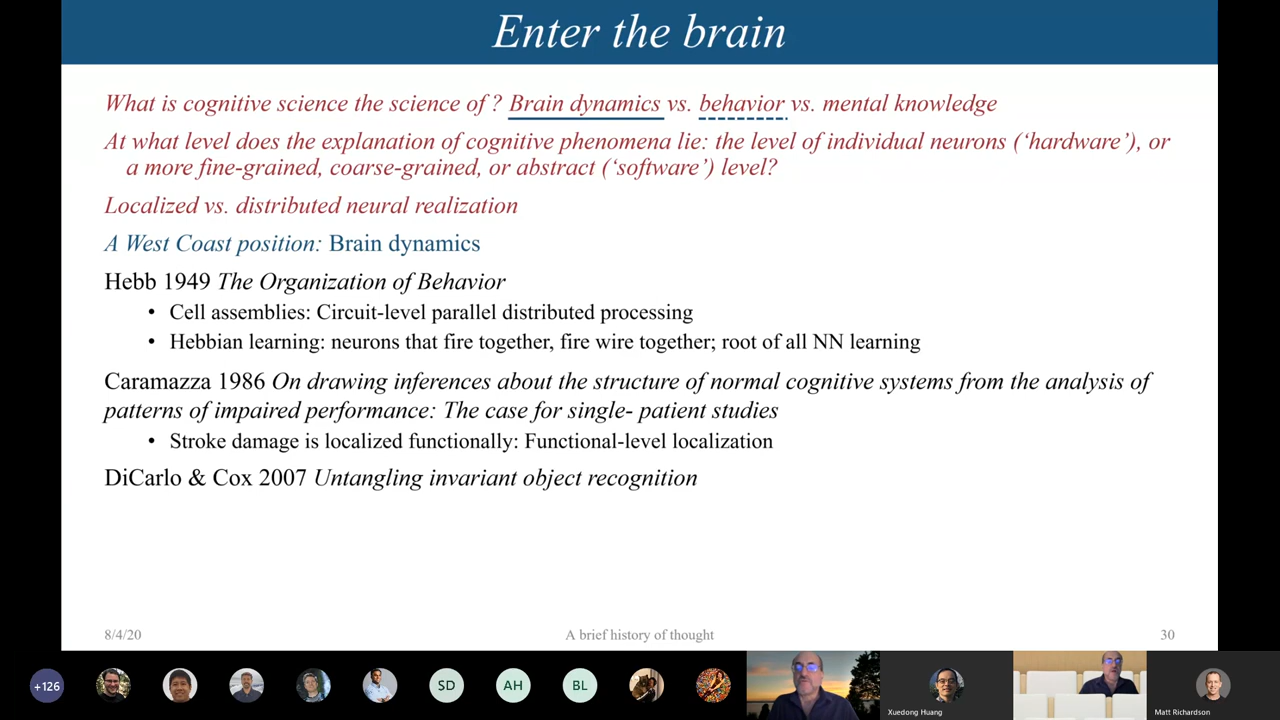 Enter the brain
What is cognitive science the science of ? Brain dynamics vs. behavior vs. mental knowledge
At what level does the explanation of cognitive phenomena lie: the level of individual neurons (‘hardware’), or
a more fine-grained, coarse-grained, or abstract (‘software’) level?
Localized vs. distributed neural realization
A West Coast position: Brain dynamics
Hebb 1949 The Organization of Behavior
• Cell assemblies: Circuit-level parallel distributed processing
• Hebbian learning: neurons that fire together, fire wire together; root of all NN learning
Caramazza 1986 On drawing inferences about the structure of normal cognitive systems from the analysis of
patterns of impaired performance: The case for single- patient studies
• Stroke damage is localized functionally: Functional-level localization
DiCarlo & Cox 2007 Untangling invariant object recognition
8/4/20 A brief history of thought 30
+126 SD AH BL
Xuedong Huang Matt Richardson